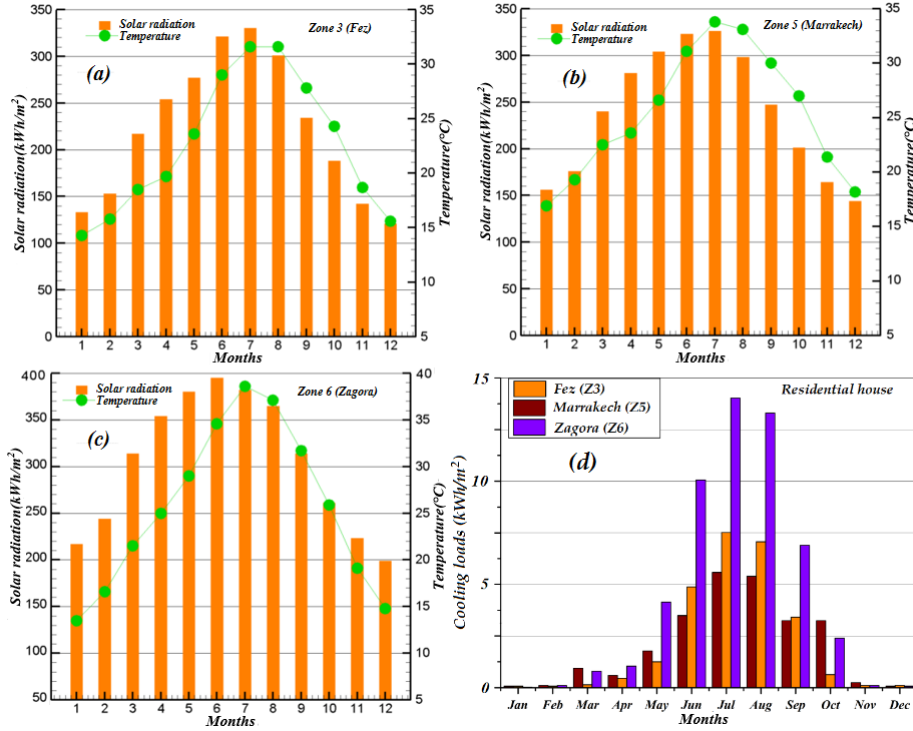 350
300
250
200
150
100
50
0
Solar radiation(kWh/m²)
Solar radiation
Temperature
Zone 3 (Fez)
(a)
35
30
25
20
15
10
5
Temperature(°C)
1 2 3 4 5 6 7 8 9 10 11 12
Months
350
300
250
200
150
100
50
0
Solar radiation(kWh/m²)
Solar radiation
Temperature
Zone 5 (Marrakech)
(b)
35
30
25
20
15
10
5
Temperature(°C)
1 2 3 4 5 6 7 8 9 10 11 12
Months
400
350
300
250
200
150
100
50
Solar radiation(kWh/m²)
Solar radiation
Temperature
Zone 6 (Zagora)
(c)
40
35
30
25
20
15
10
5
Temperature(°C)
1 2 3 4 5 6 7 8 9 10 11 12
Months
15
10
5
0
Cooling loads (kWh/m²)
Fez (Z3)
Marrakech (Z5)
Zagora (Z6)
Residential house
(d)
Jan Feb Mar Apr May Jun Jul Aug Sep Oct Nov Dec
Months